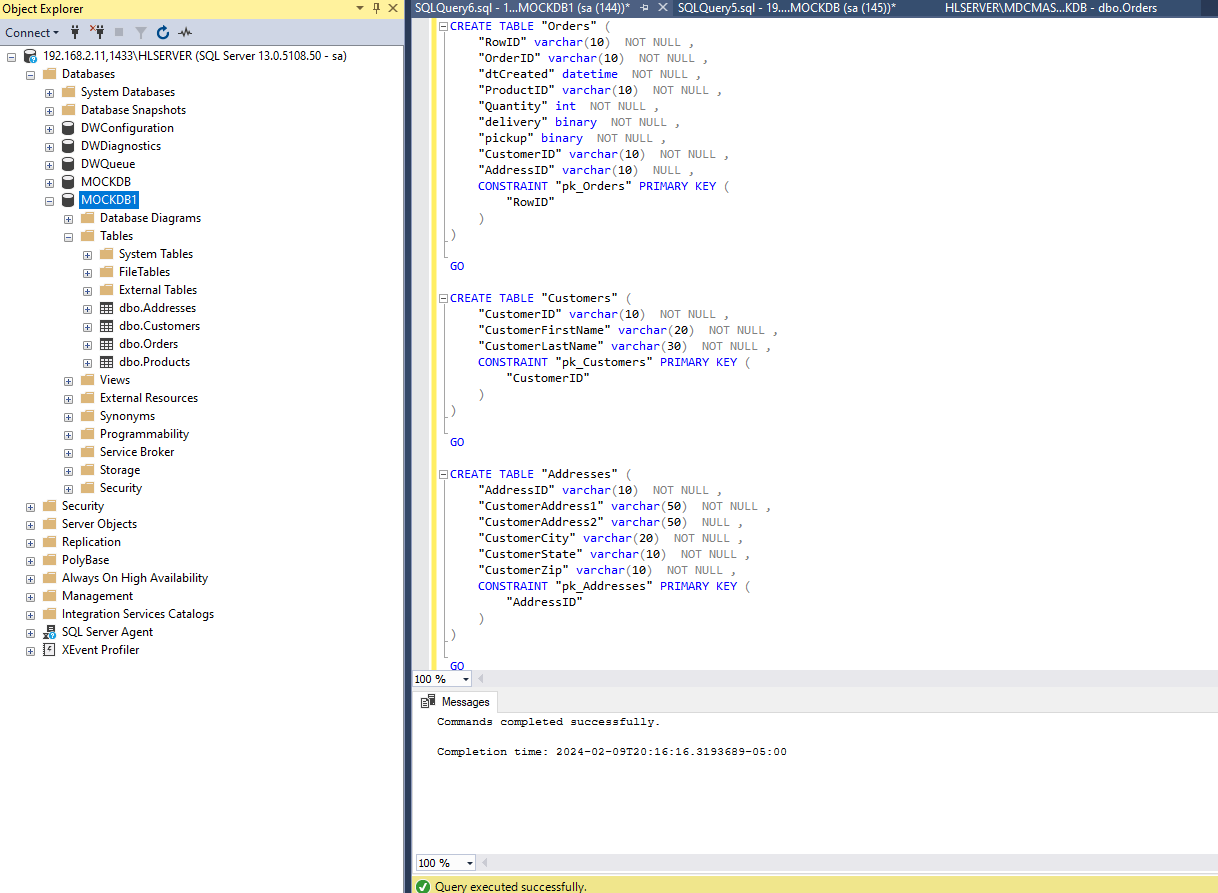 Object Explorer
Connect
192.168.2.11,1433\HLSERVER (SQL Server 13.0.5108.50 - sa)
Databases
System Databases
Database Snapshots
DWConfiguration
DWDiagnostics
DWQueue
MOCKDB
MOCKDB1
Database Diagrams
Tables
System Tables
FileTables
External Tables
dbo.Addresses
dbo.Customers
dbo.Orders
dbo.Products
Views
External Resources
Synonyms
Programmability
Service Broker
Storage
Security
Security
Server Objects
Replication
PolyBase
Always On High Availability
Management
Integration Services Catalogs
SQL Server Agent
XEvent Profiler
SQLQuery6.sql - 1...MOCKDB1 (sa (144))*
SQLQuery5.sql - 19....MOCKDB (sa (145))*
HLSERVER\MDCMAS...KDB - dbo.Orders
CREATE TABLE "Orders" (
"RowID" varchar(10) NOT NULL ,
"OrderID" varchar(10) NOT NULL ,
"dtCreated" datetime NOT NULL ,
"ProductID" varchar(10) NOT NULL ,
"Quantity" int NOT NULL ,
"delivery" binary NOT NULL ,
"pickup" binary NOT NULL ,
"CustomerID" varchar(10) NOT NULL ,
"AddressID" varchar(10) NULL ,
CONSTRAINT "pk_Orders" PRIMARY KEY (
"RowID"
)
)
GO
CREATE TABLE "Customers" (
"CustomerID" varchar(10) NOT NULL ,
"CustomerFirstName" varchar(20) NOT NULL ,
"CustomerLastName" varchar(30) NOT NULL ,
CONSTRAINT "pk_Customers" PRIMARY KEY (
"CustomerID"
)
)
GO
CREATE TABLE "Addresses" (
"AddressID" varchar(10) NOT NULL ,
"CustomerAddress1" varchar(50) NOT NULL ,
"CustomerAddress2" varchar(50) NULL ,
"CustomerCity" varchar(20) NOT NULL ,
"CustomerState" varchar(10) NOT NULL ,
"CustomerZip" varchar(10) NOT NULL ,
CONSTRAINT "pk_Addresses" PRIMARY KEY (
"AddressID"
)
)
GO
100 %
Messages
Commands completed successfully.
Completion time: 2024-02-09T20:16:16.3193689-05:00
100 %
Query executed successfully.